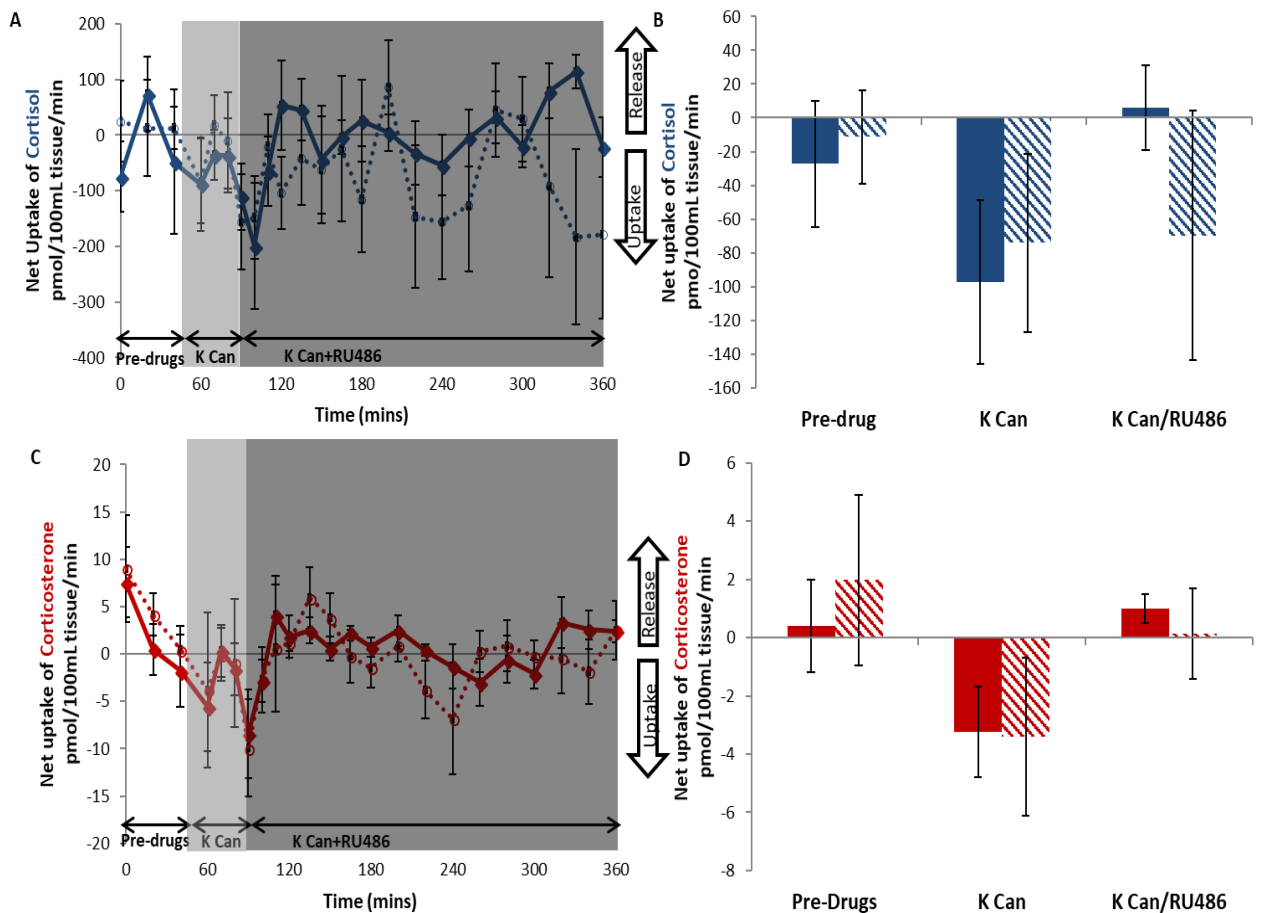 A
Net Uptake of Cortisol
pmol/100mL tissue/min
200
100
0
-100
-200
-300
-400
Pre-drugs
K Can
K Can+RU486
0
60
120
180
240
300
360
Time (mins)
Release
Uptake
B
Net uptake of Cortisol
pmo/100mL tissue/min
60
40
20
0
-20
-40
-60
-80
-100
-120
-140
-160
Pre-drug
K Can
K Can/RU486
C
Net uptake of Corticosterone
pmol/100mL tissue/min
20
15
10
5
0
-5
-10
-15
-20
Pre-drugs
K Can
K Can+RU486
0
60
120
180
240
300
360
Time (mins)
Release
Uptake
D
Net uptake of Corticosterone
pmol/100mL tissue/min
6
4
2
0
-2
-4
-6
-8
Pre-Drugs
K Can
K Can/RU486